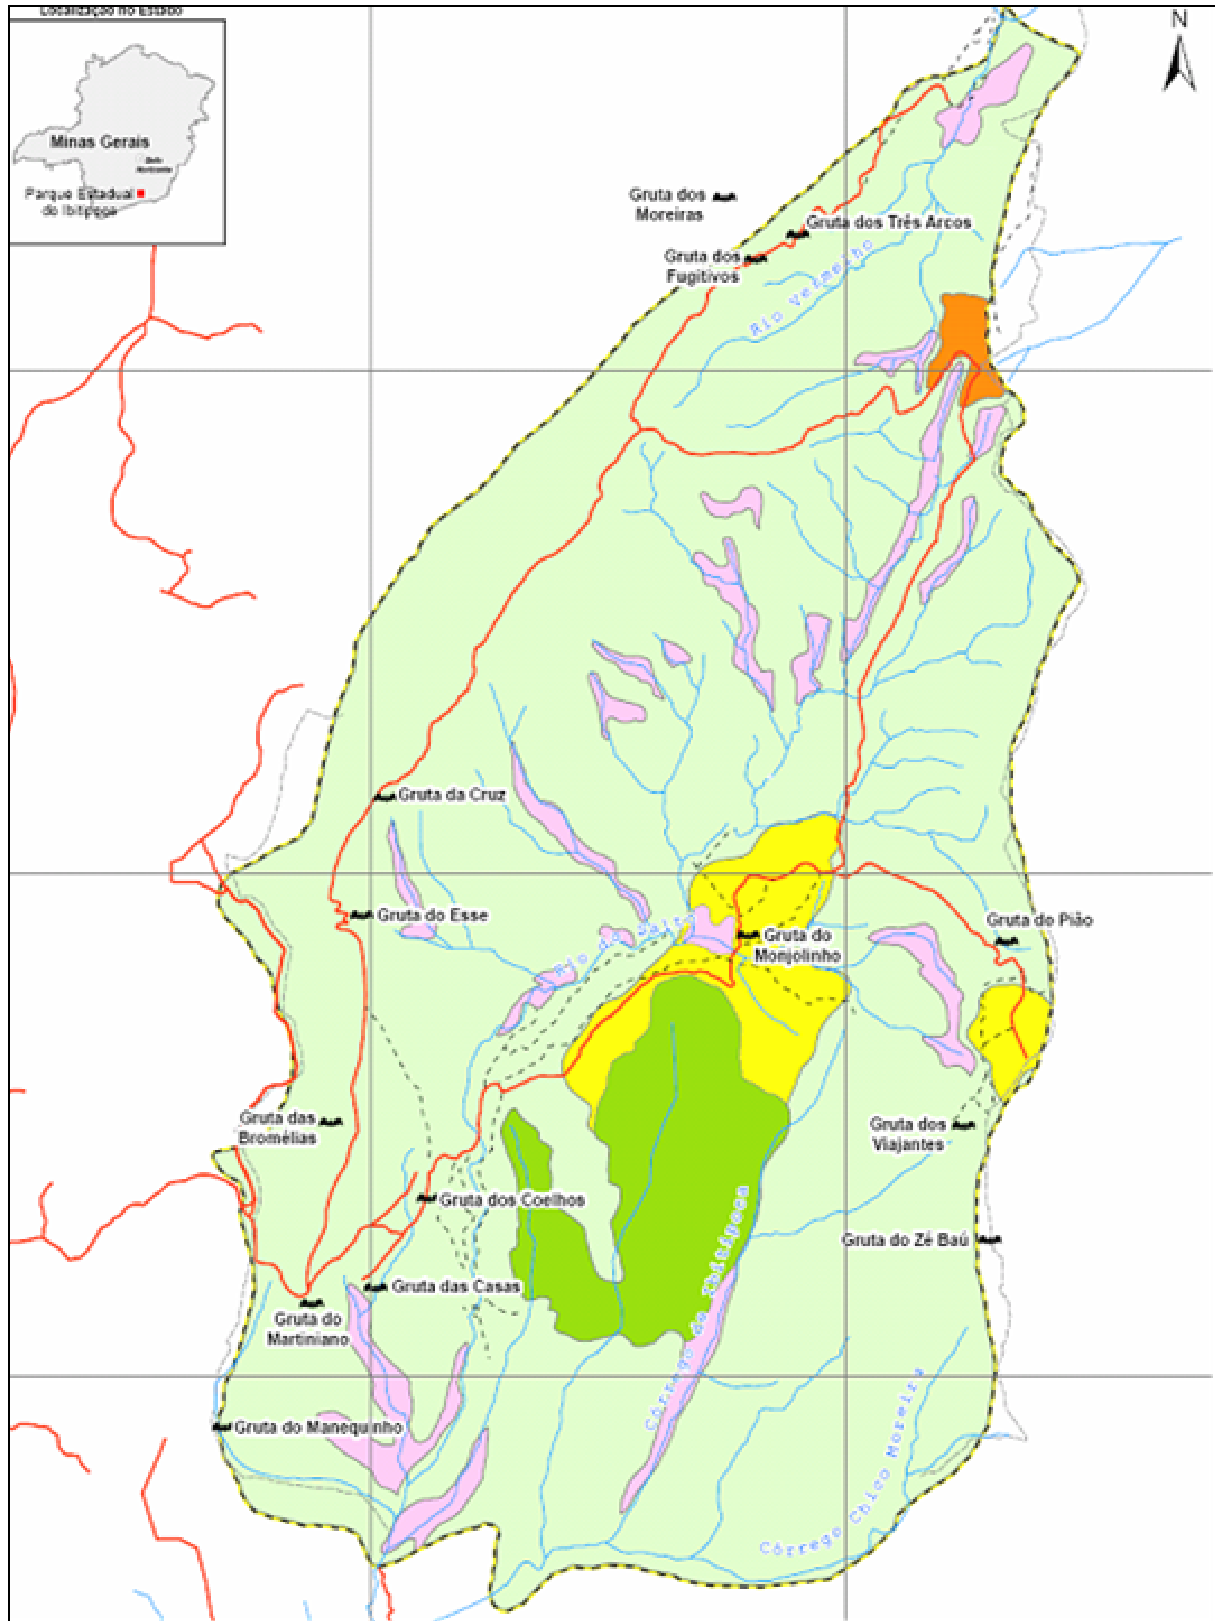 Localização no Estado
N
Minas Gerais
Belo
Horizonte
Parque Estadual
do Ibitipoca
Gruta dos
Moreiras
Gruta dos Três Arcos
Gruta dos
Fugitivos
Rio Vermelho
Gruta da Cruz
Gruta do Esse
Rio do Salto
Gruta do
Monjolinho
Gruta do Pião
Gruta das
Bromélias
Gruta dos
Viajantes
Gruta dos Coelhos
Gruta do Zé Baú
Córrego de Ibitipoca
Gruta das Casas
Gruta do
Martiniano
Gruta do Manequinho
Córrego Chico Moreira